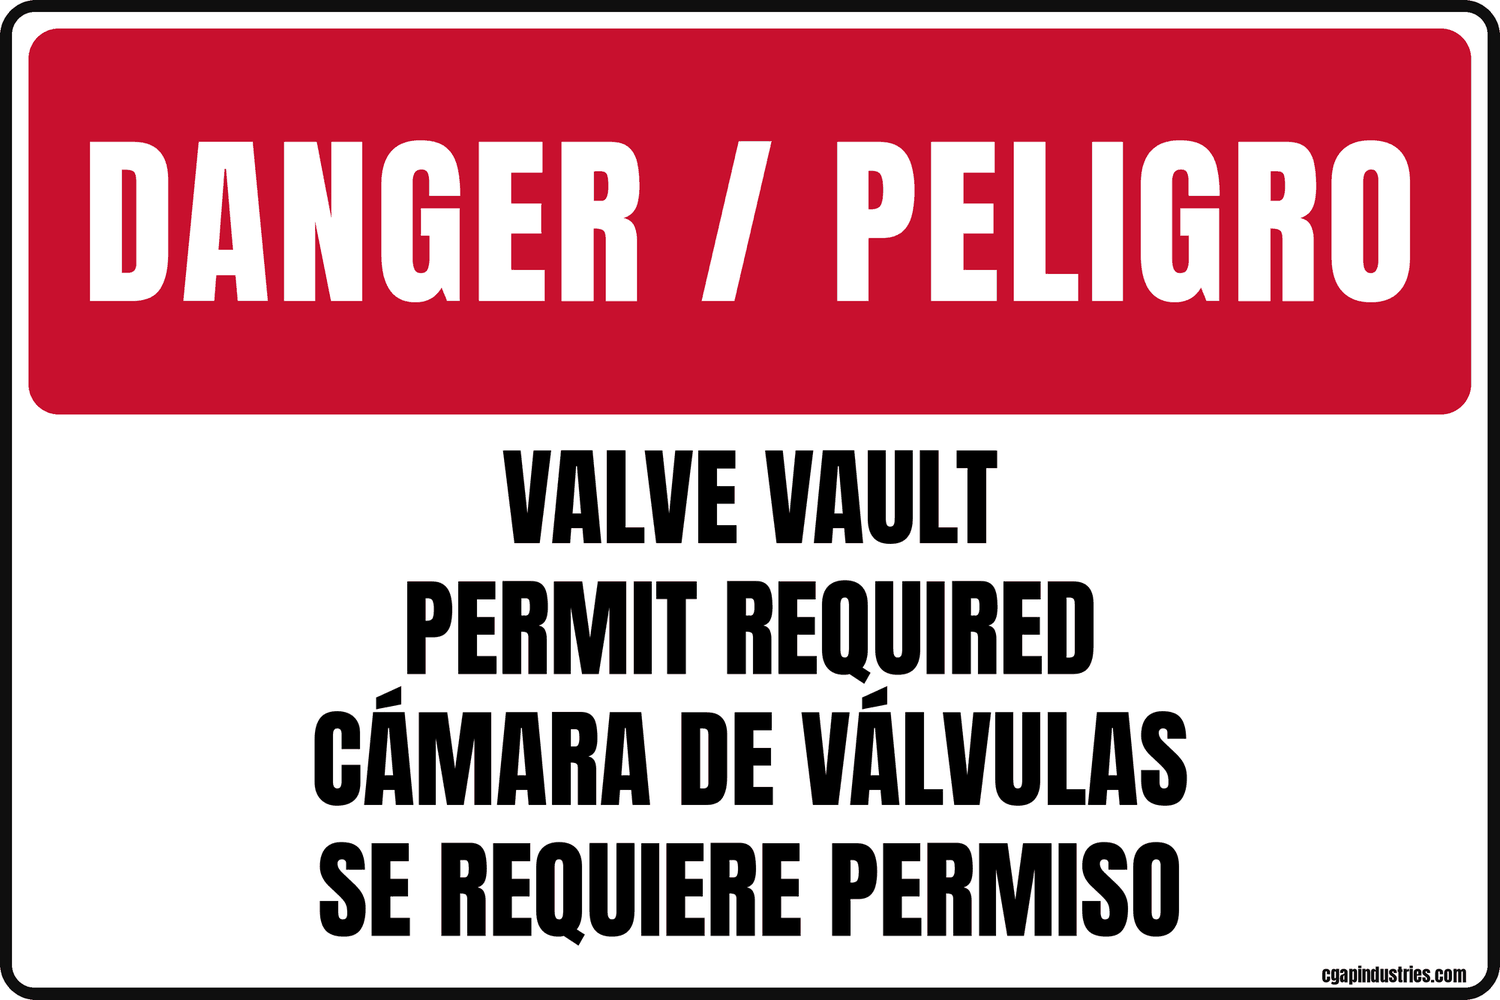 DANGER / PELIGRO
VALVE VAULT
PERMIT REQUIRED
CÁMARA DE VÁLVULAS
SE REQUIERE PERMISO
cgapindustries.com